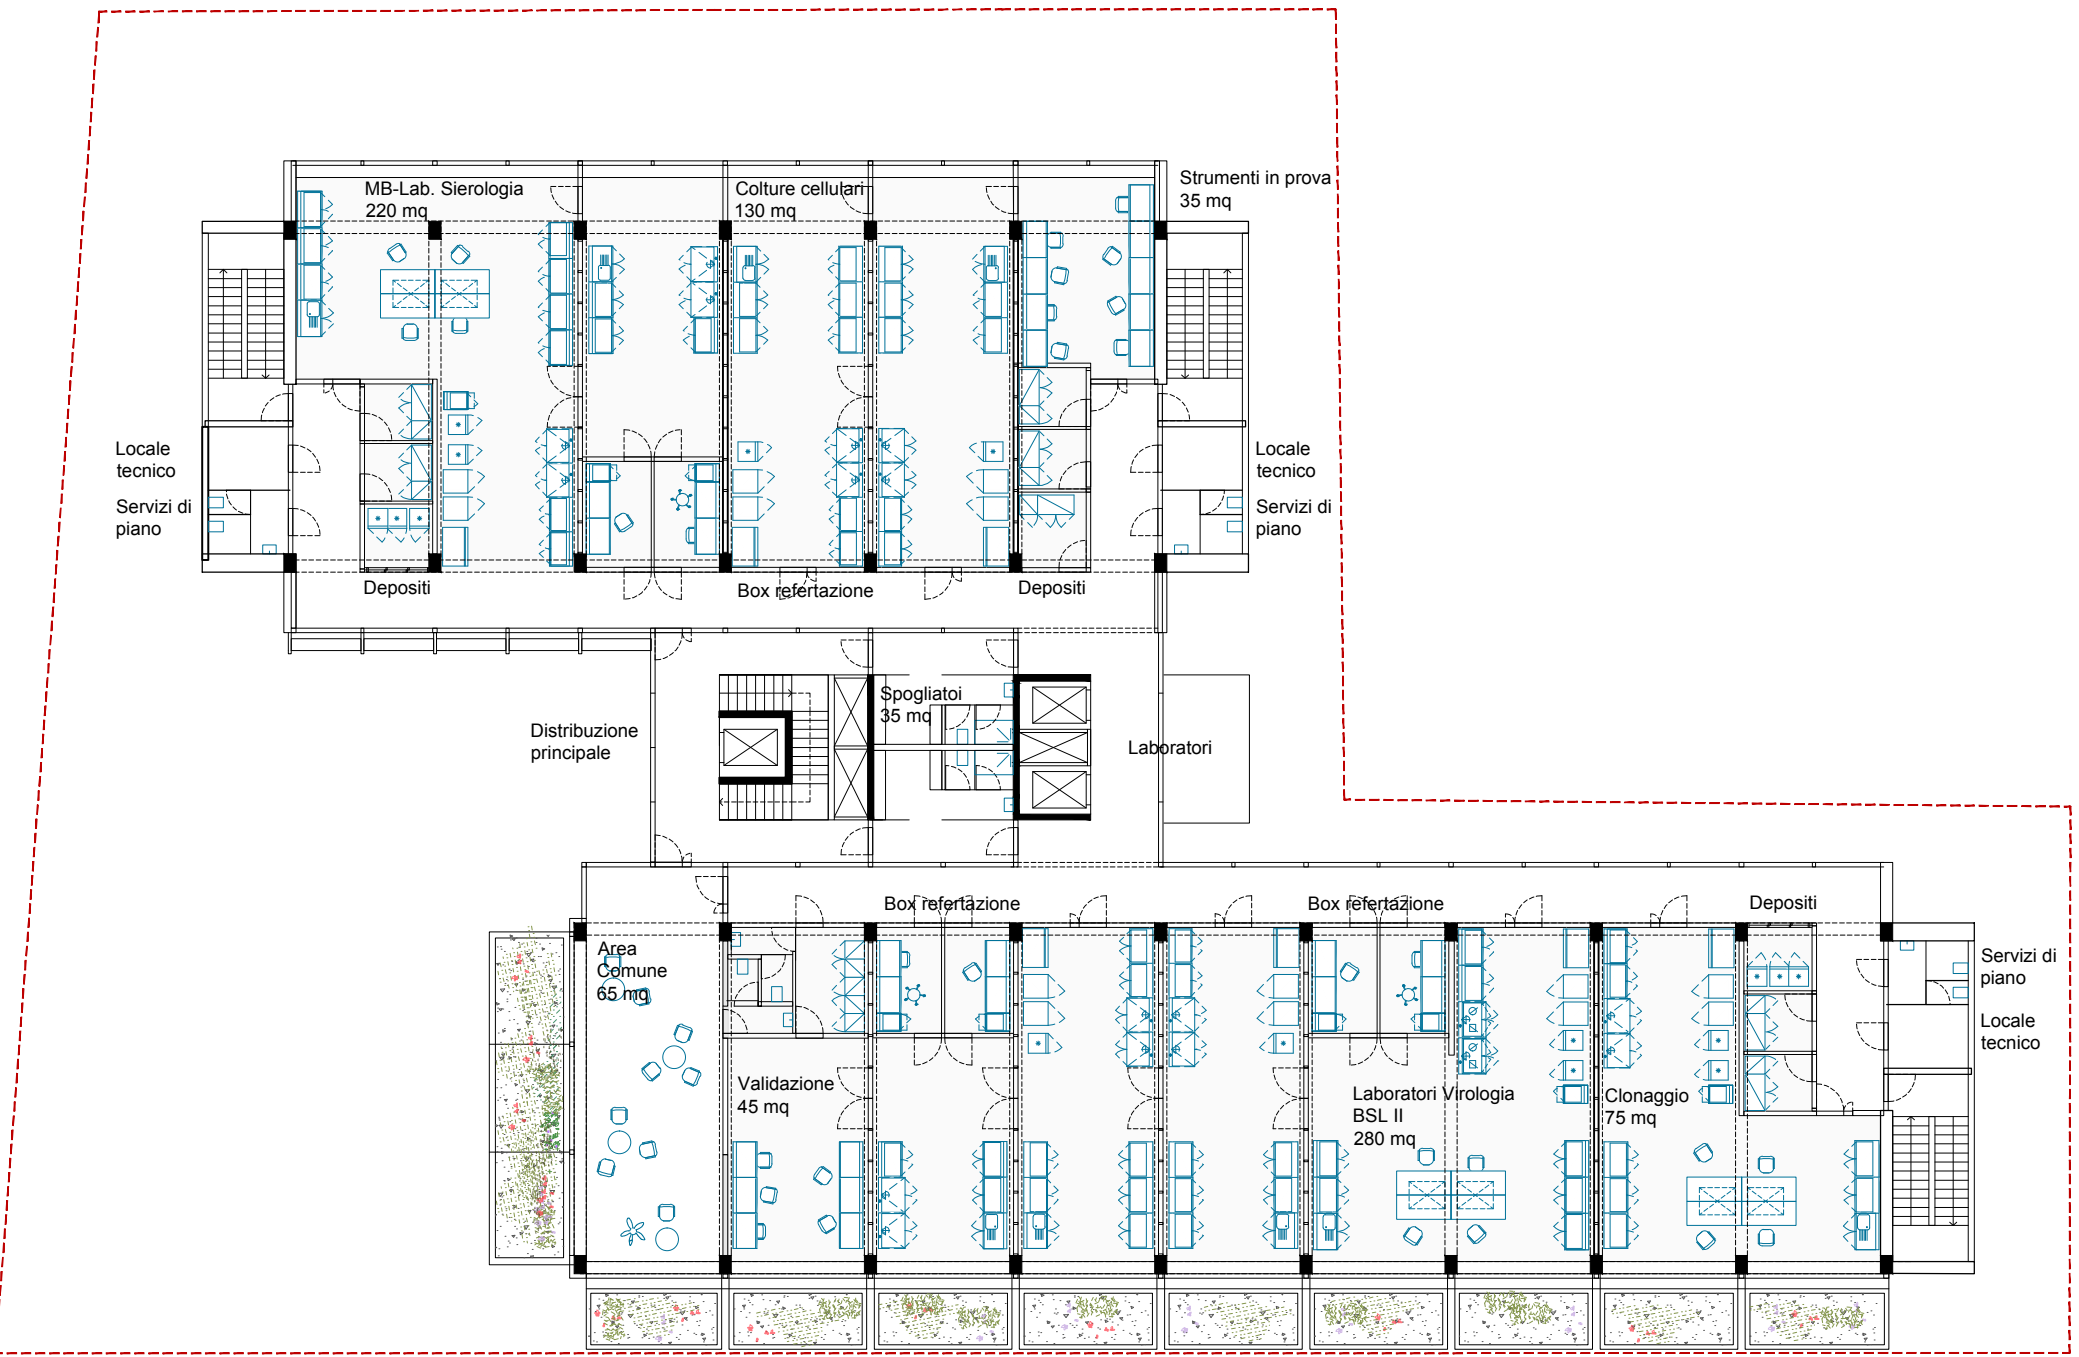 MB-Lab. Sierologia
220 mq
Colture cellulari
130 mq
Strumenti in prova
35 mq
Locale
tecnico
Servizi di
piano
Locale
tecnico
Servizi di
piano
Depositi
Box refertazione
Depositi
Spogliatoi
35 mq
Distribuzione
principale
Laboratori
Box refertazione
Box refertazione
Depositi
Area
Comune
65 mq
Servizi di
piano
Locale
tecnico
Validazione
45 mq
Laboratori Virologia
BSL II
280 mq
Clonaggio
75 mq